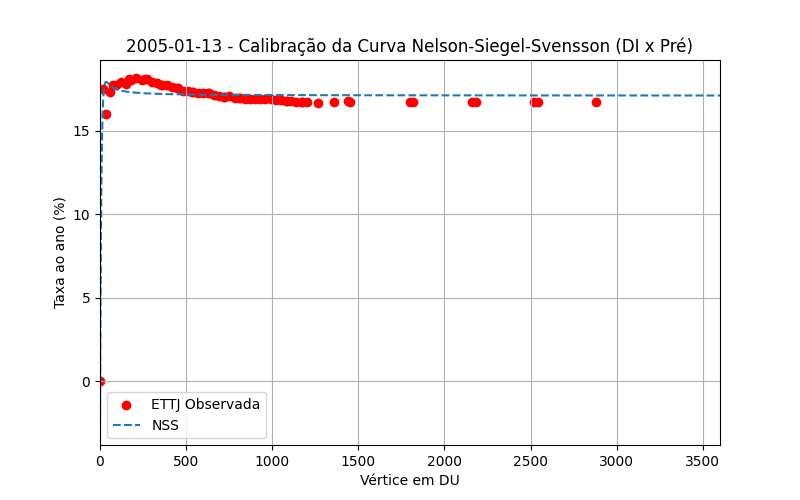 2005-01-13 - Calibração da Curva Nelson-Siegel-Svensson (DI x Pré)
Taxa ao ano (%)
15
10
5
0
ETTJ Observada
NSS
0 500 1000 1500 2000 2500 3000 3500
Vértice em DU